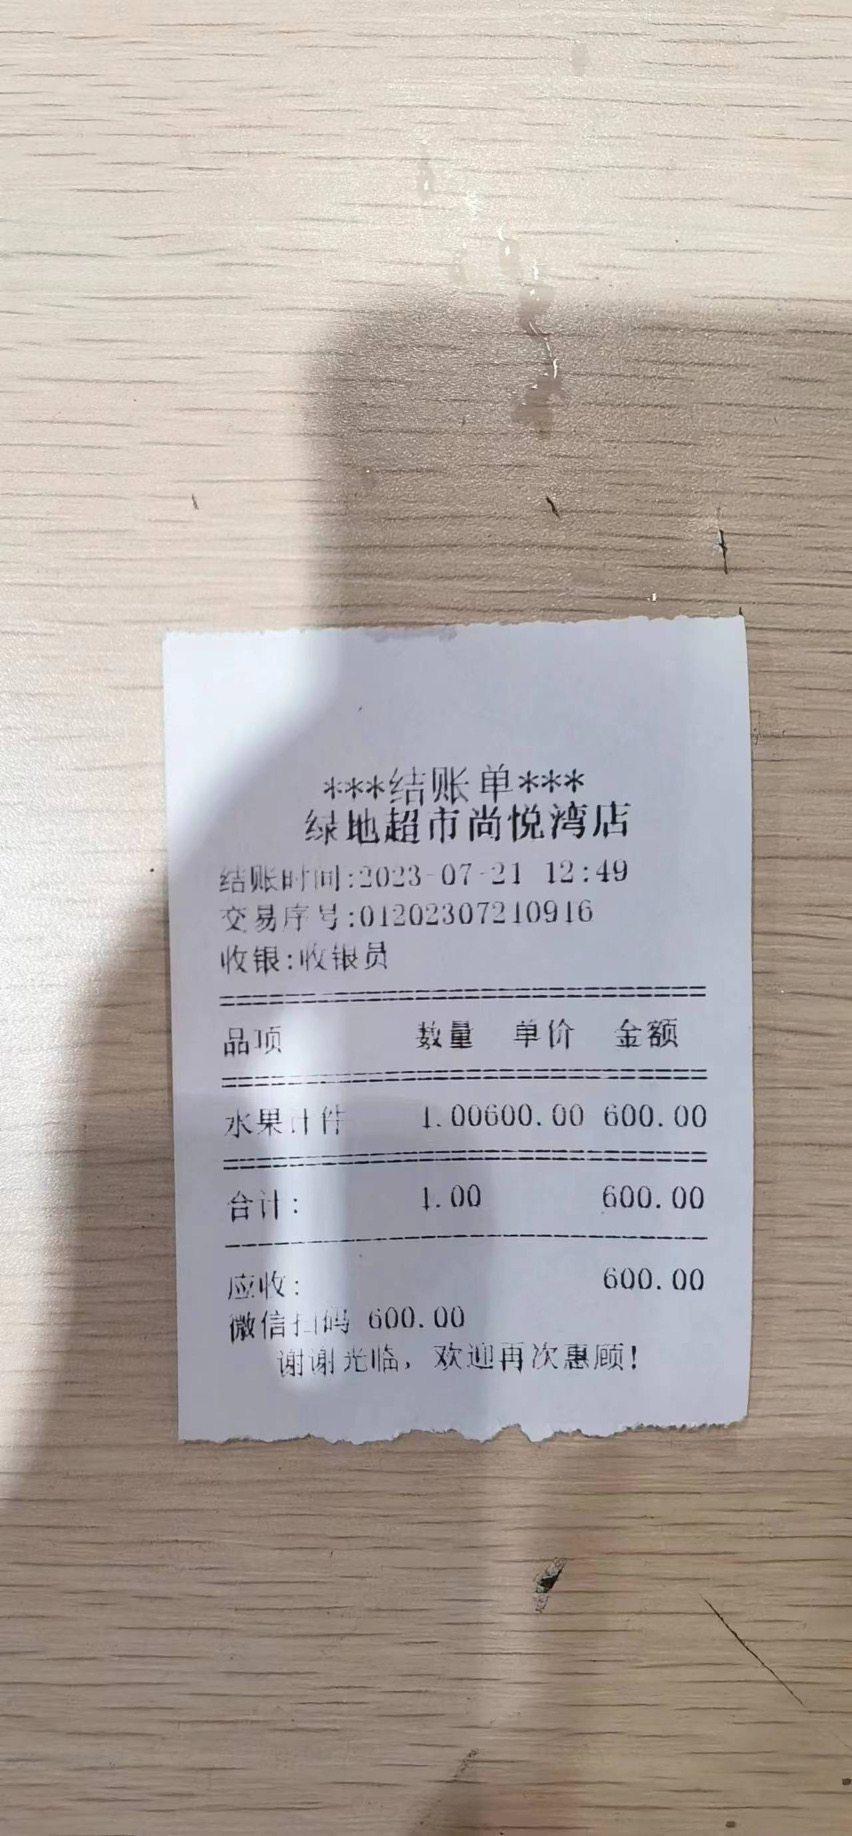 ***结账单***
绿地超市尚悦湾店
结账时间:2023-07-21 12:49
交易序号:01202307210916
收银:收银员
品项 数量 单价 金额
水果计件 1.00600.00 600.00
合计: 1.00 600.00
应收: 600.00
微信扫码 600.00
谢谢光临，欢迎再次惠顾!